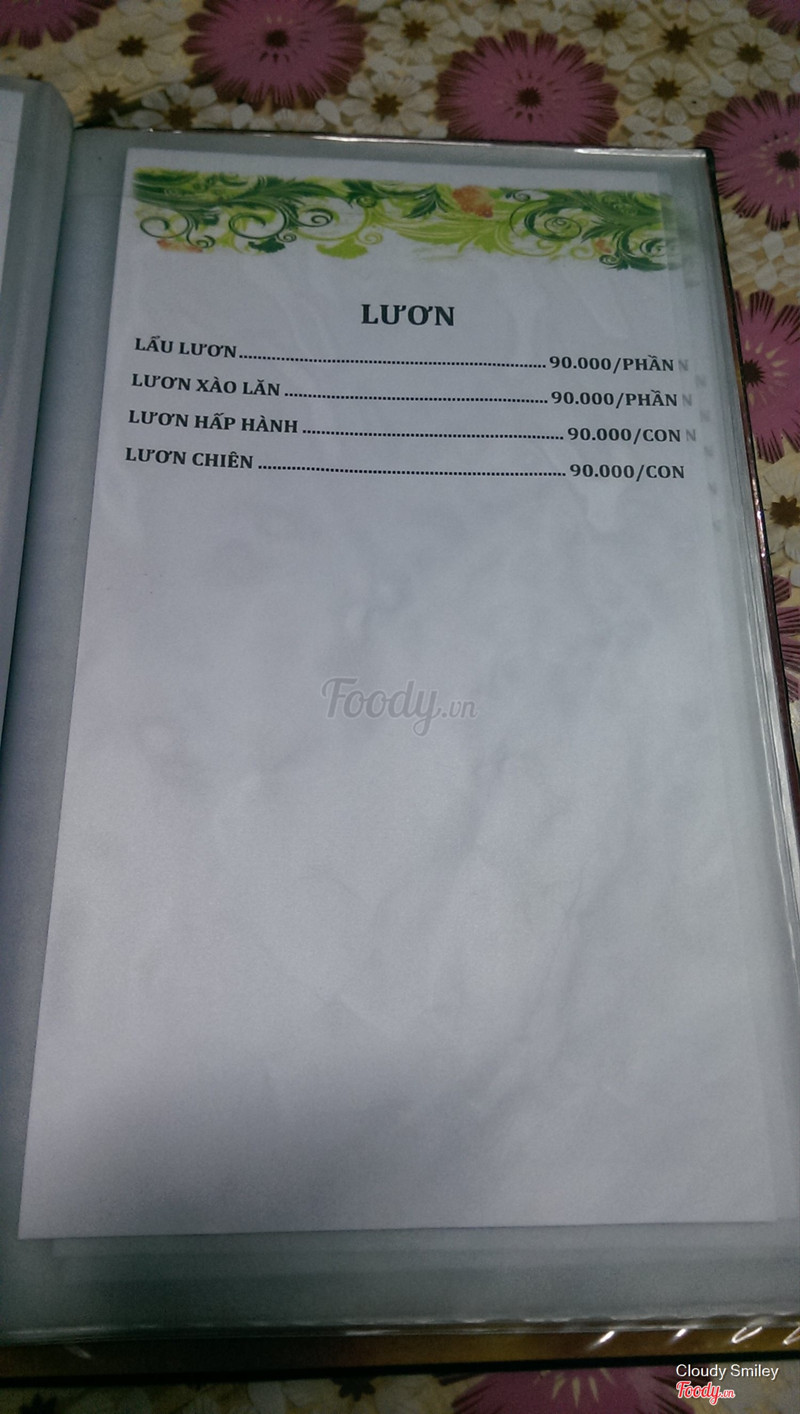 LƯƠN
LẨU LƯƠN.......................................................................90.000/PHẦN
LƯƠN XÀO LĂN.............................................................90.000/PHẦN
LƯƠN HẤP HÀNH............................................................90.000/CON
LƯƠN CHIÊN.......................................................................90.000/CON
Foody.vn
Cloudy Smiley
Foody.vn